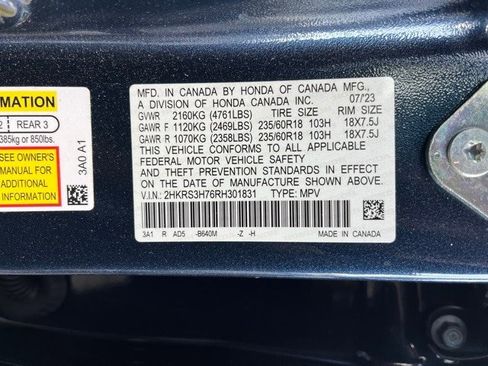 RMATION
2 REAR 3
385kg or 850lbs.
SEE OWNER'S
MANUAL FOR
ADDITIONAL
INFORMATION
3A0 A1
MFD. IN CANADA BY HONDA OF CANADA MFG.,
A DIVISION OF HONDA CANADA INC. 07/23
GVWR 2160KG (4761LBS) TIRE SIZE RIM SIZE
GAWR F 1120KG (2469LBS) 235/60R18 103H 18X7.5J
GAWR R 1070KG (2358LBS) 235/60R18 103H 18X7.5J
THIS VEHICLE CONFORMS TO ALL APPLICABLE
FEDERAL MOTOR VEHICLE SAFETY
AND THEFT PREVENTION STANDARDS IN EFFECT
ON THE DATE OF MANUFACTURE SHOWN ABOVE.
V.I.N.: 2HKRS3H76RH301831 TYPE: MPV
3A1 R AD5 -B640M -Z -H MADE IN CANADA